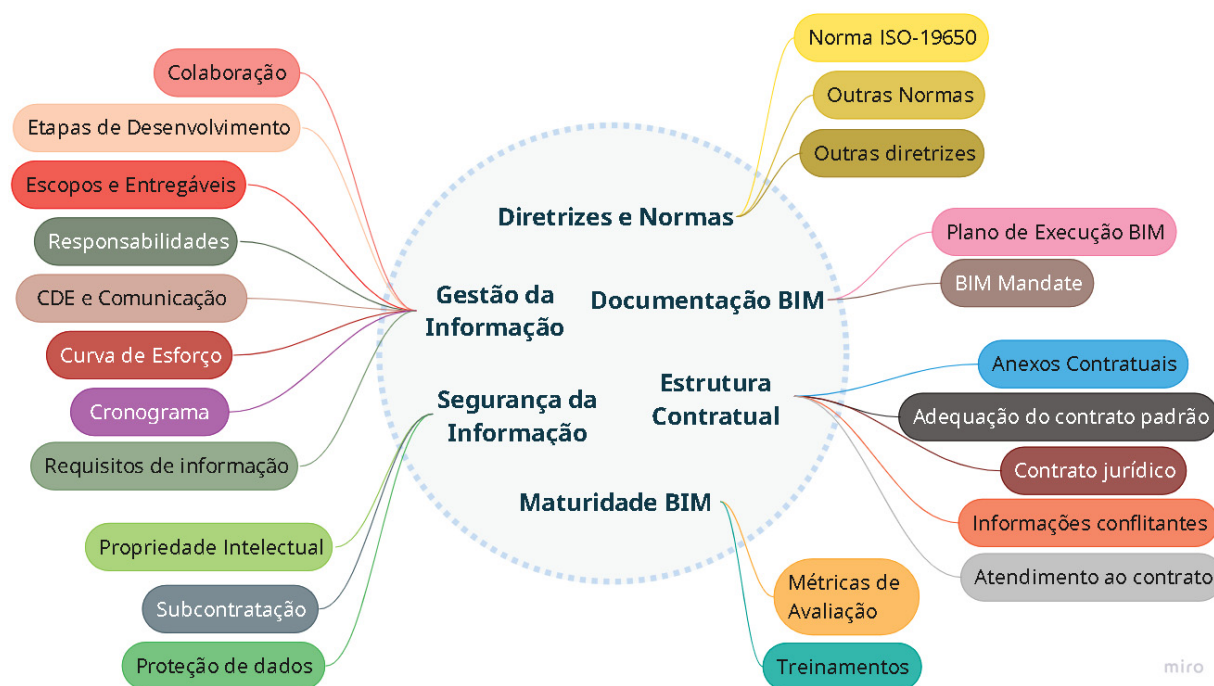 Norma ISO-19650
Outras Normas
Outras diretrizes
Diretrizes e Normas
Colaboração
Etapas de Desenvolvimento
Escopos e Entregáveis
Responsabilidades
CDE e Comunicação
Curva de Esforço
Cronograma
Requisitos de informação
Gestão da
Informação
Documentação BIM
Plano de Execução BIM
BIM Mandate
Estrutura
Contratual
Anexos Contratuais
Adequação do contrato padrão
Contrato jurídico
Informações conflitantes
Atendimento ao contrato
Segurança da
Informação
Propriedade Intelectual
Subcontratação
Proteção de dados
Maturidade BIM
Métricas de
Avaliação
Treinamentos
miro